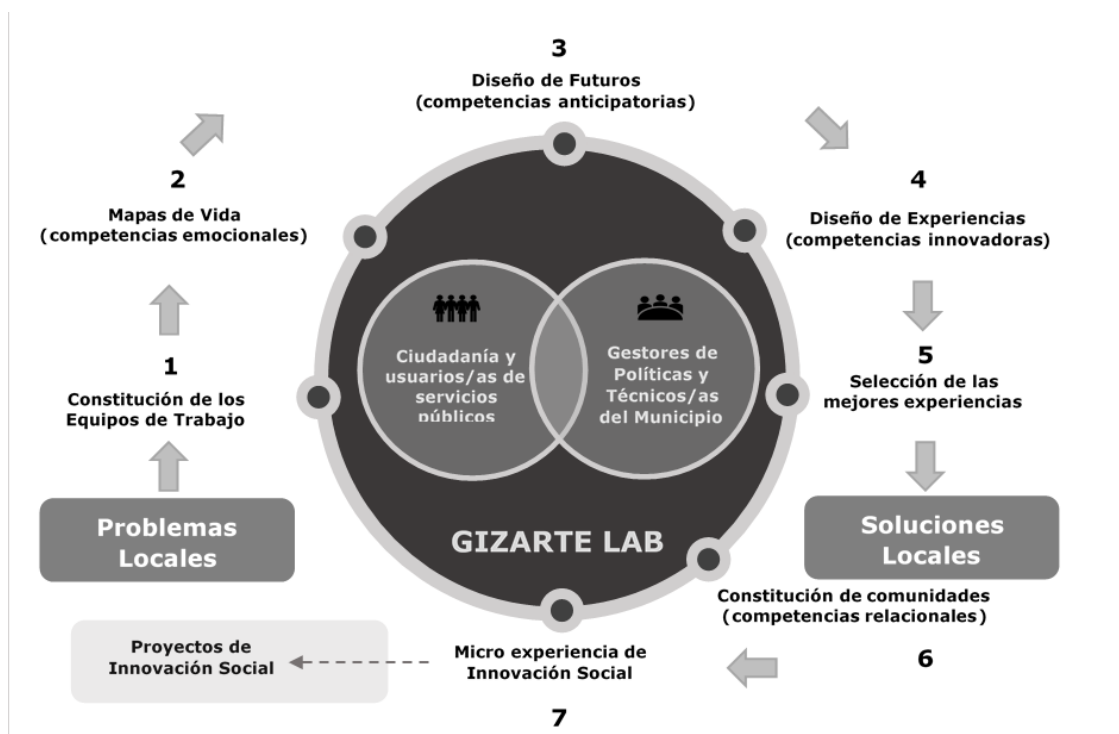 3
Diseño de Futuros
(competencias anticipatorias)
2
Mapas de Vida
(competencias emocionales)
4
Diseño de Experiencias
(competencias innovadoras)
1
Constitución de los
Equipos de Trabajo
Ciudadanía y
usuarios/as de
servicios
públicos
Gestores de
Políticas y
Técnicos/as
del Municipio
5
Selección de las
mejores experiencias
Problemas
Locales
GIZARTE LAB
Soluciones
Locales
Constitución de comunidades
(competencias relacionales)
6
Proyectos de
Innovación Social
Micro experiencia de
Innovación Social
7